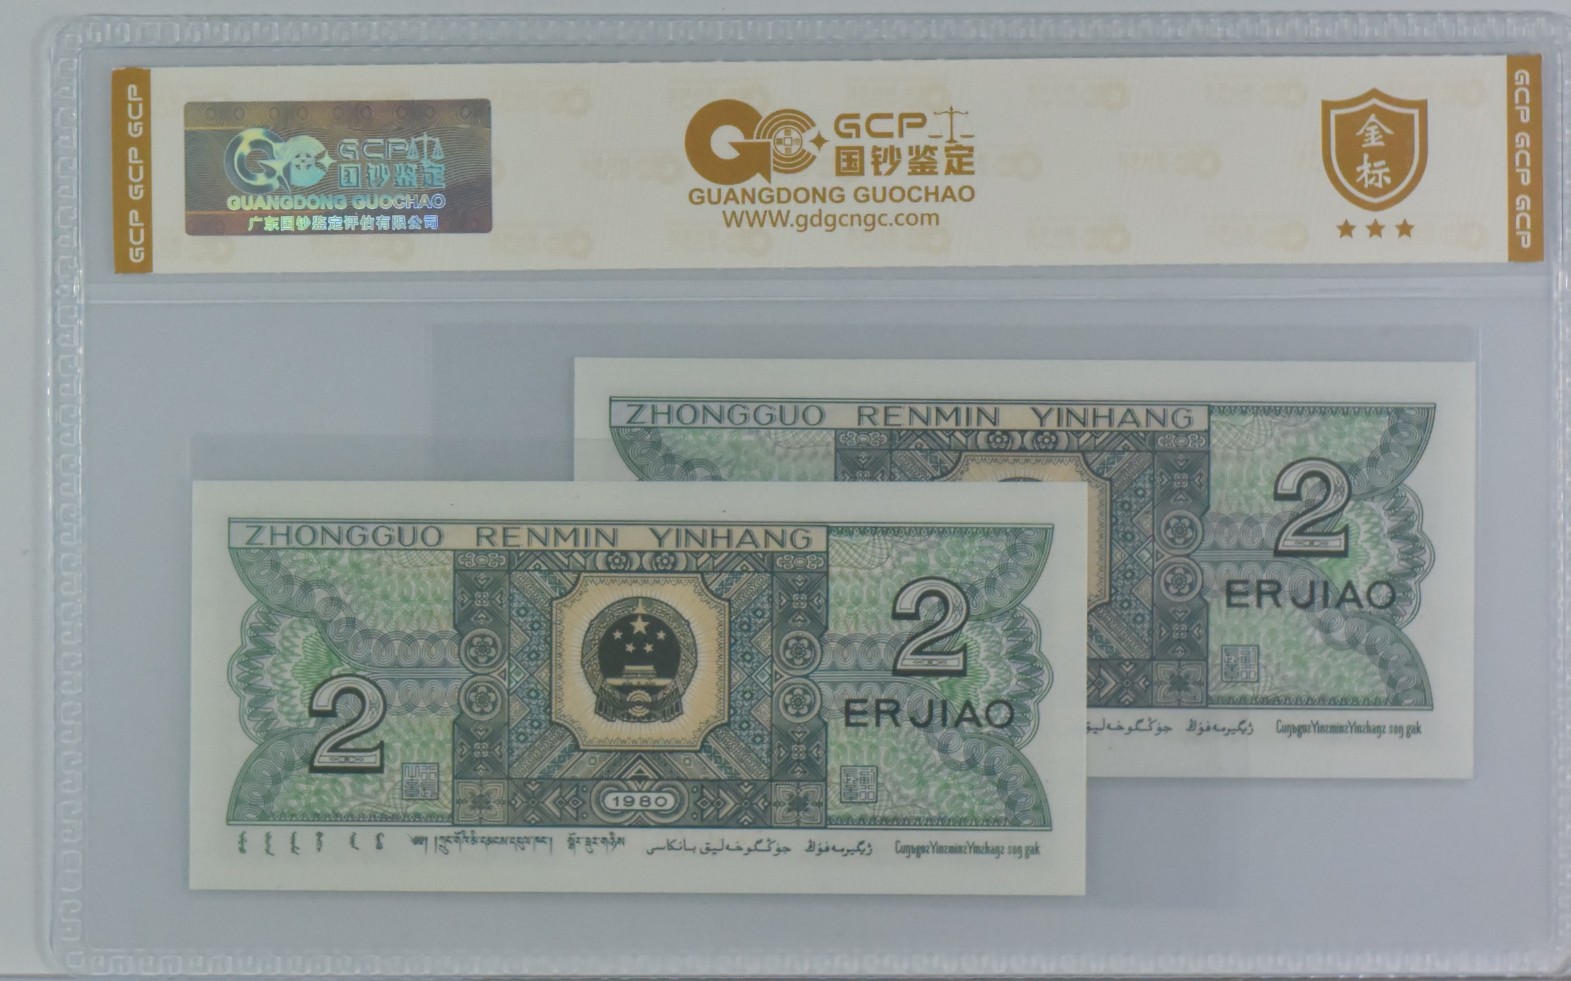 GCP GCP GCP
GCP国钞鉴定
GUANGDONG GUOCHAO
广东国钞鉴定评估有限公司
GCP
国钞鉴定
GUANGDONG GUOCHAO
WWW.gdgcngc.com
金标
GCP GCP GCP
ZHONGGUO RENMIN YINHANG
2
ERJIAO
ZHONGGUO RENMIN YINHANG
2
ERJIAO
2
1980